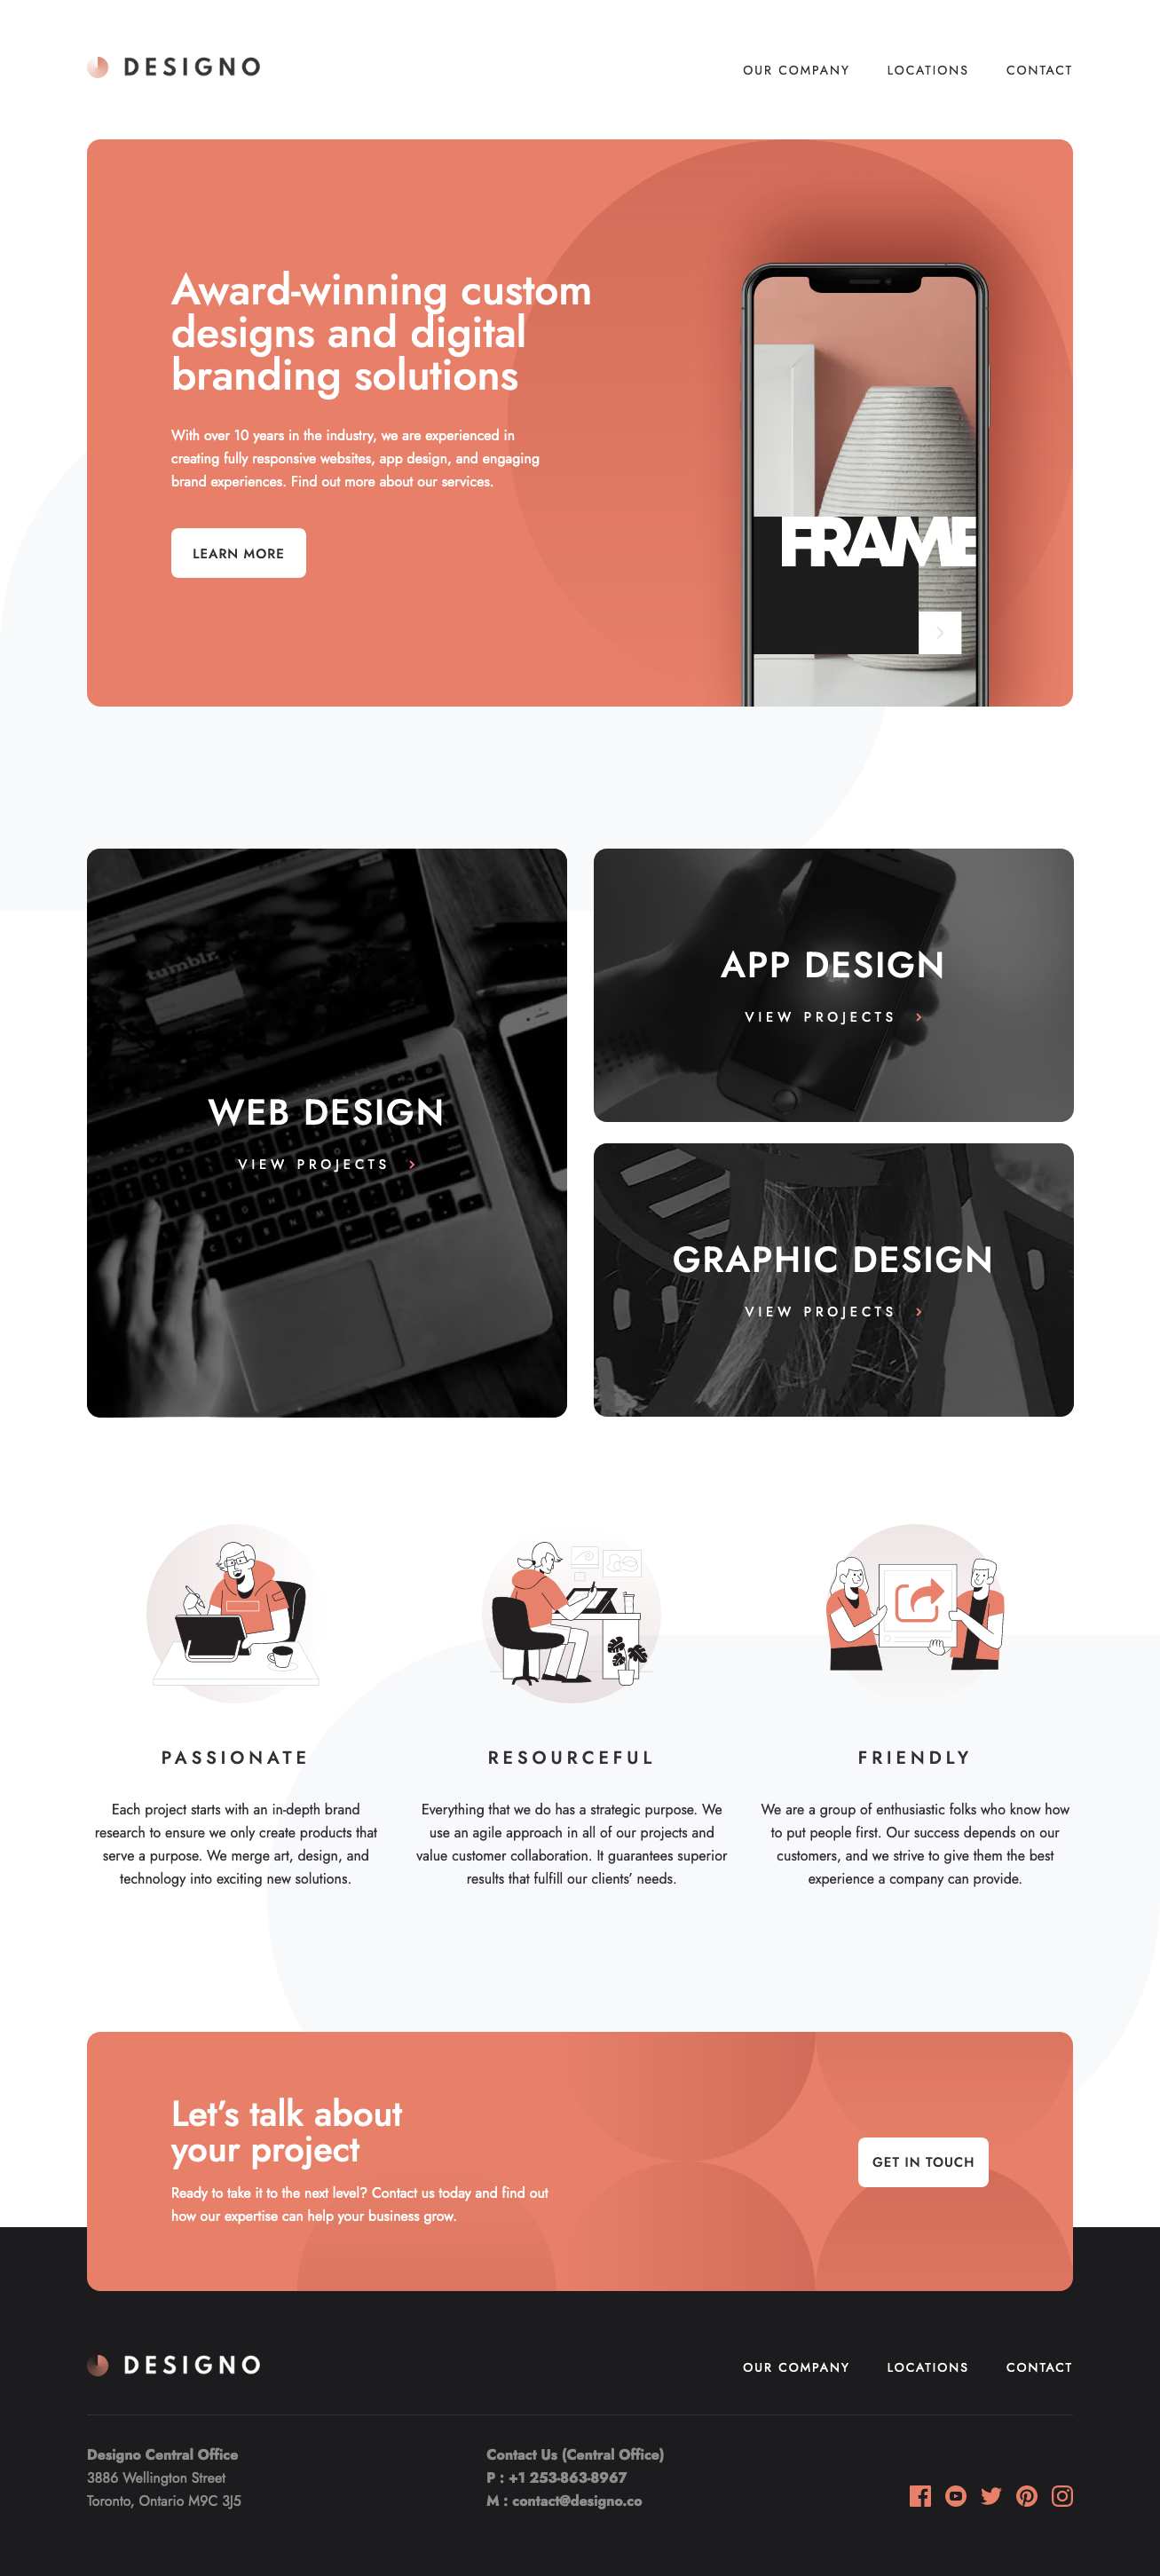 DESIGNO
OUR COMPANY
LOCATIONS
CONTACT
Award-winning custom
designs and digital
branding solutions
With over 10 years in the industry, we are experienced in
creating fully responsive websites, app design, and engaging
brand experiences. Find out more about our services.
LEARN MORE
FRAME
tumblr.
WEB DESIGN
VIEW PROJECTS
APP DESIGN
VIEW PROJECTS
GRAPHIC DESIGN
VIEW PROJECTS
PASSIONATE
Each project starts with an in-depth brand
research to ensure we only create products that
serve a purpose. We merge art, design, and
technology into exciting new solutions.
RESOURCEFUL
Everything that we do has a strategic purpose. We
use an agile approach in all of our projects and
value customer collaboration. It guarantees superior
results that fulfill our clients’ needs.
FRIENDLY
We are a group of enthusiastic folks who know how
to put people first. Our success depends on our
customers, and we strive to give them the best
experience a company can provide.
Let’s talk about
your project
Ready to take it to the next level? Contact us today and find out
how our expertise can help your business grow.
GET IN TOUCH
DESIGNO
OUR COMPANY
LOCATIONS
CONTACT
Designo Central Office
3886 Wellington Street
Toronto, Ontario M9C 3J5
Contact Us (Central Office)
P : +1 253-863-8967
M : contact@designo.co